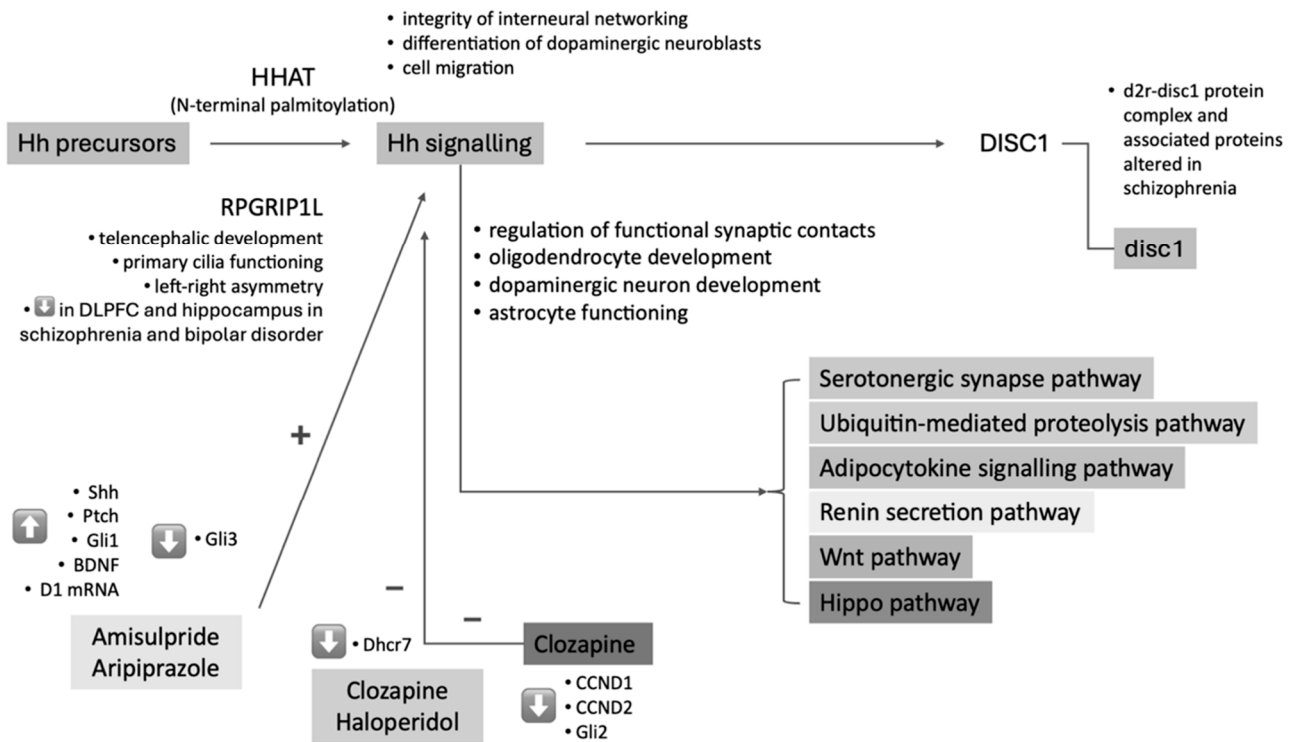 • integrity of interneural networking
• differentiation of dopaminergic neuroblasts
• cell migration
HHAT
(N-terminal palmitoylation)
Hh precursors
Hh signalling
DISC1
• d2r-disc1 protein
complex and
associated proteins
altered in
schizophrenia
disc1
RPGRIP1L
• telencephalic development
• primary cilia functioning
• left-right asymmetry
• ⬇ in DLPFC and hippocampus in
schizophrenia and bipolar disorder
• regulation of functional synaptic contacts
• oligodendrocyte development
• dopaminergic neuron development
• astrocyte functioning
Serotonergic synapse pathway
Ubiquitin-mediated proteolysis pathway
Adipocytokine signalling pathway
Renin secretion pathway
Wnt pathway
Hippo pathway
+
• Shh
• Ptch
• Gli1
• BDNF
• D1 mRNA
• Gli3
Amisulpride
Aripiprazole
–
• Dhcr7
Clozapine
Haloperidol
–
Clozapine
• CCND1
• CCND2
• Gli2